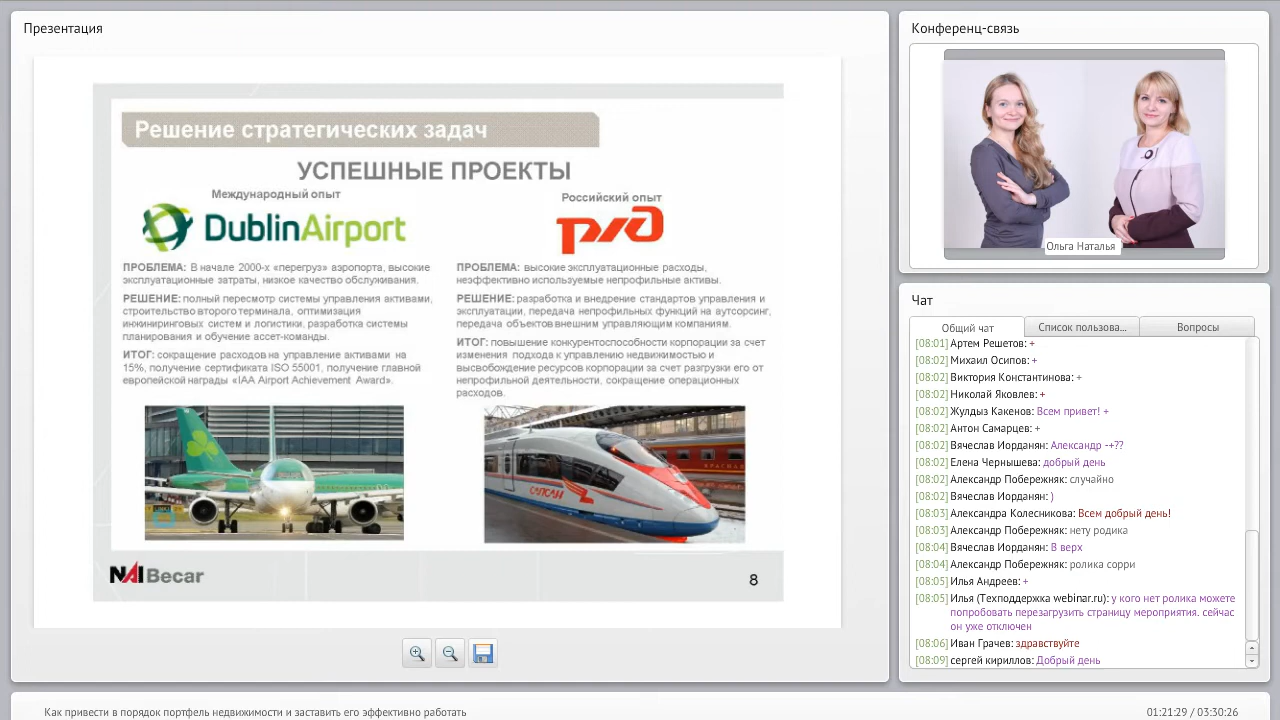 Презентация
Решение стратегических задач
УСПЕШНЫЕ ПРОЕКТЫ
Международный опыт
DublinAirport
ПРОБЛЕМА: В начале 2000-х «перегруз» аэропорта, высокие
эксплуатационные затраты, низкое качество обслуживания.
РЕШЕНИЕ: полный пересмотр системы управления активами,
строительство второго терминала, оптимизация
инжиниринговых систем и логистики, разработка системы
планирования и обучение ассет-команды.
ИТОГ: сокращение расходов на управление активами на
15%, получение сертификата ISO 55001, получение главной
европейской награды «IAA Airport Achievement Award».
Российский опыт
ржд
ПРОБЛЕМА: высокие эксплуатационные расходы,
неэффективно используемые непрофильные активы.
РЕШЕНИЕ: разработка и внедрение стандартов управления и
эксплуатации, передача непрофильных функций на аутсорсинг,
передача объектов внешним управляющим компаниям.
ИТОГ: повышение конкурентоспособности корпорации за счет
изменения подхода к управлению недвижимостью и
высвобождение ресурсов корпорации за счет разгрузки его от
непрофильной деятельности, сокращение операционных
расходов.
САПСАН
NAI Becar
8
Конференц-связь
Ольга Наталья
Чат
Общий чат
Список пользова...
Вопросы
[08:01] Артем Решетов: +
[08:02] Михаил Осипов: +
[08:02] Виктория Константинова: +
[08:02] Николай Яковлев: +
[08:02] Жулдыз Какенов: Всем привет! +
[08:02] Антон Самарцев: +
[08:02] Вячеслав Иорданян: Александр -+??
[08:02] Елена Чернышева: добрый день
[08:02] Александр Побережняк: случайно
[08:02] Вячеслав Иорданян: )
[08:03] Александра Колесникова: Всем добрый день!
[08:03] Александр Побережняк: нету родика
[08:04] Вячеслав Иорданян: В верх
[08:04] Александр Побережняк: ролика сорри
[08:05] Илья Андреев: +
[08:05] Илья (Техподдержка webinar.ru): у кого нет ролика можете
попробовать перезагрузить страницу мероприятия. сейчас
он уже отключен
[08:06] Иван Грачев: здравствуйте
[08:09] сергей кириллов: Добрый день
Как привести в порядок портфель недвижимости и заставить его эффективно работать
01:21:29 / 03:30:26